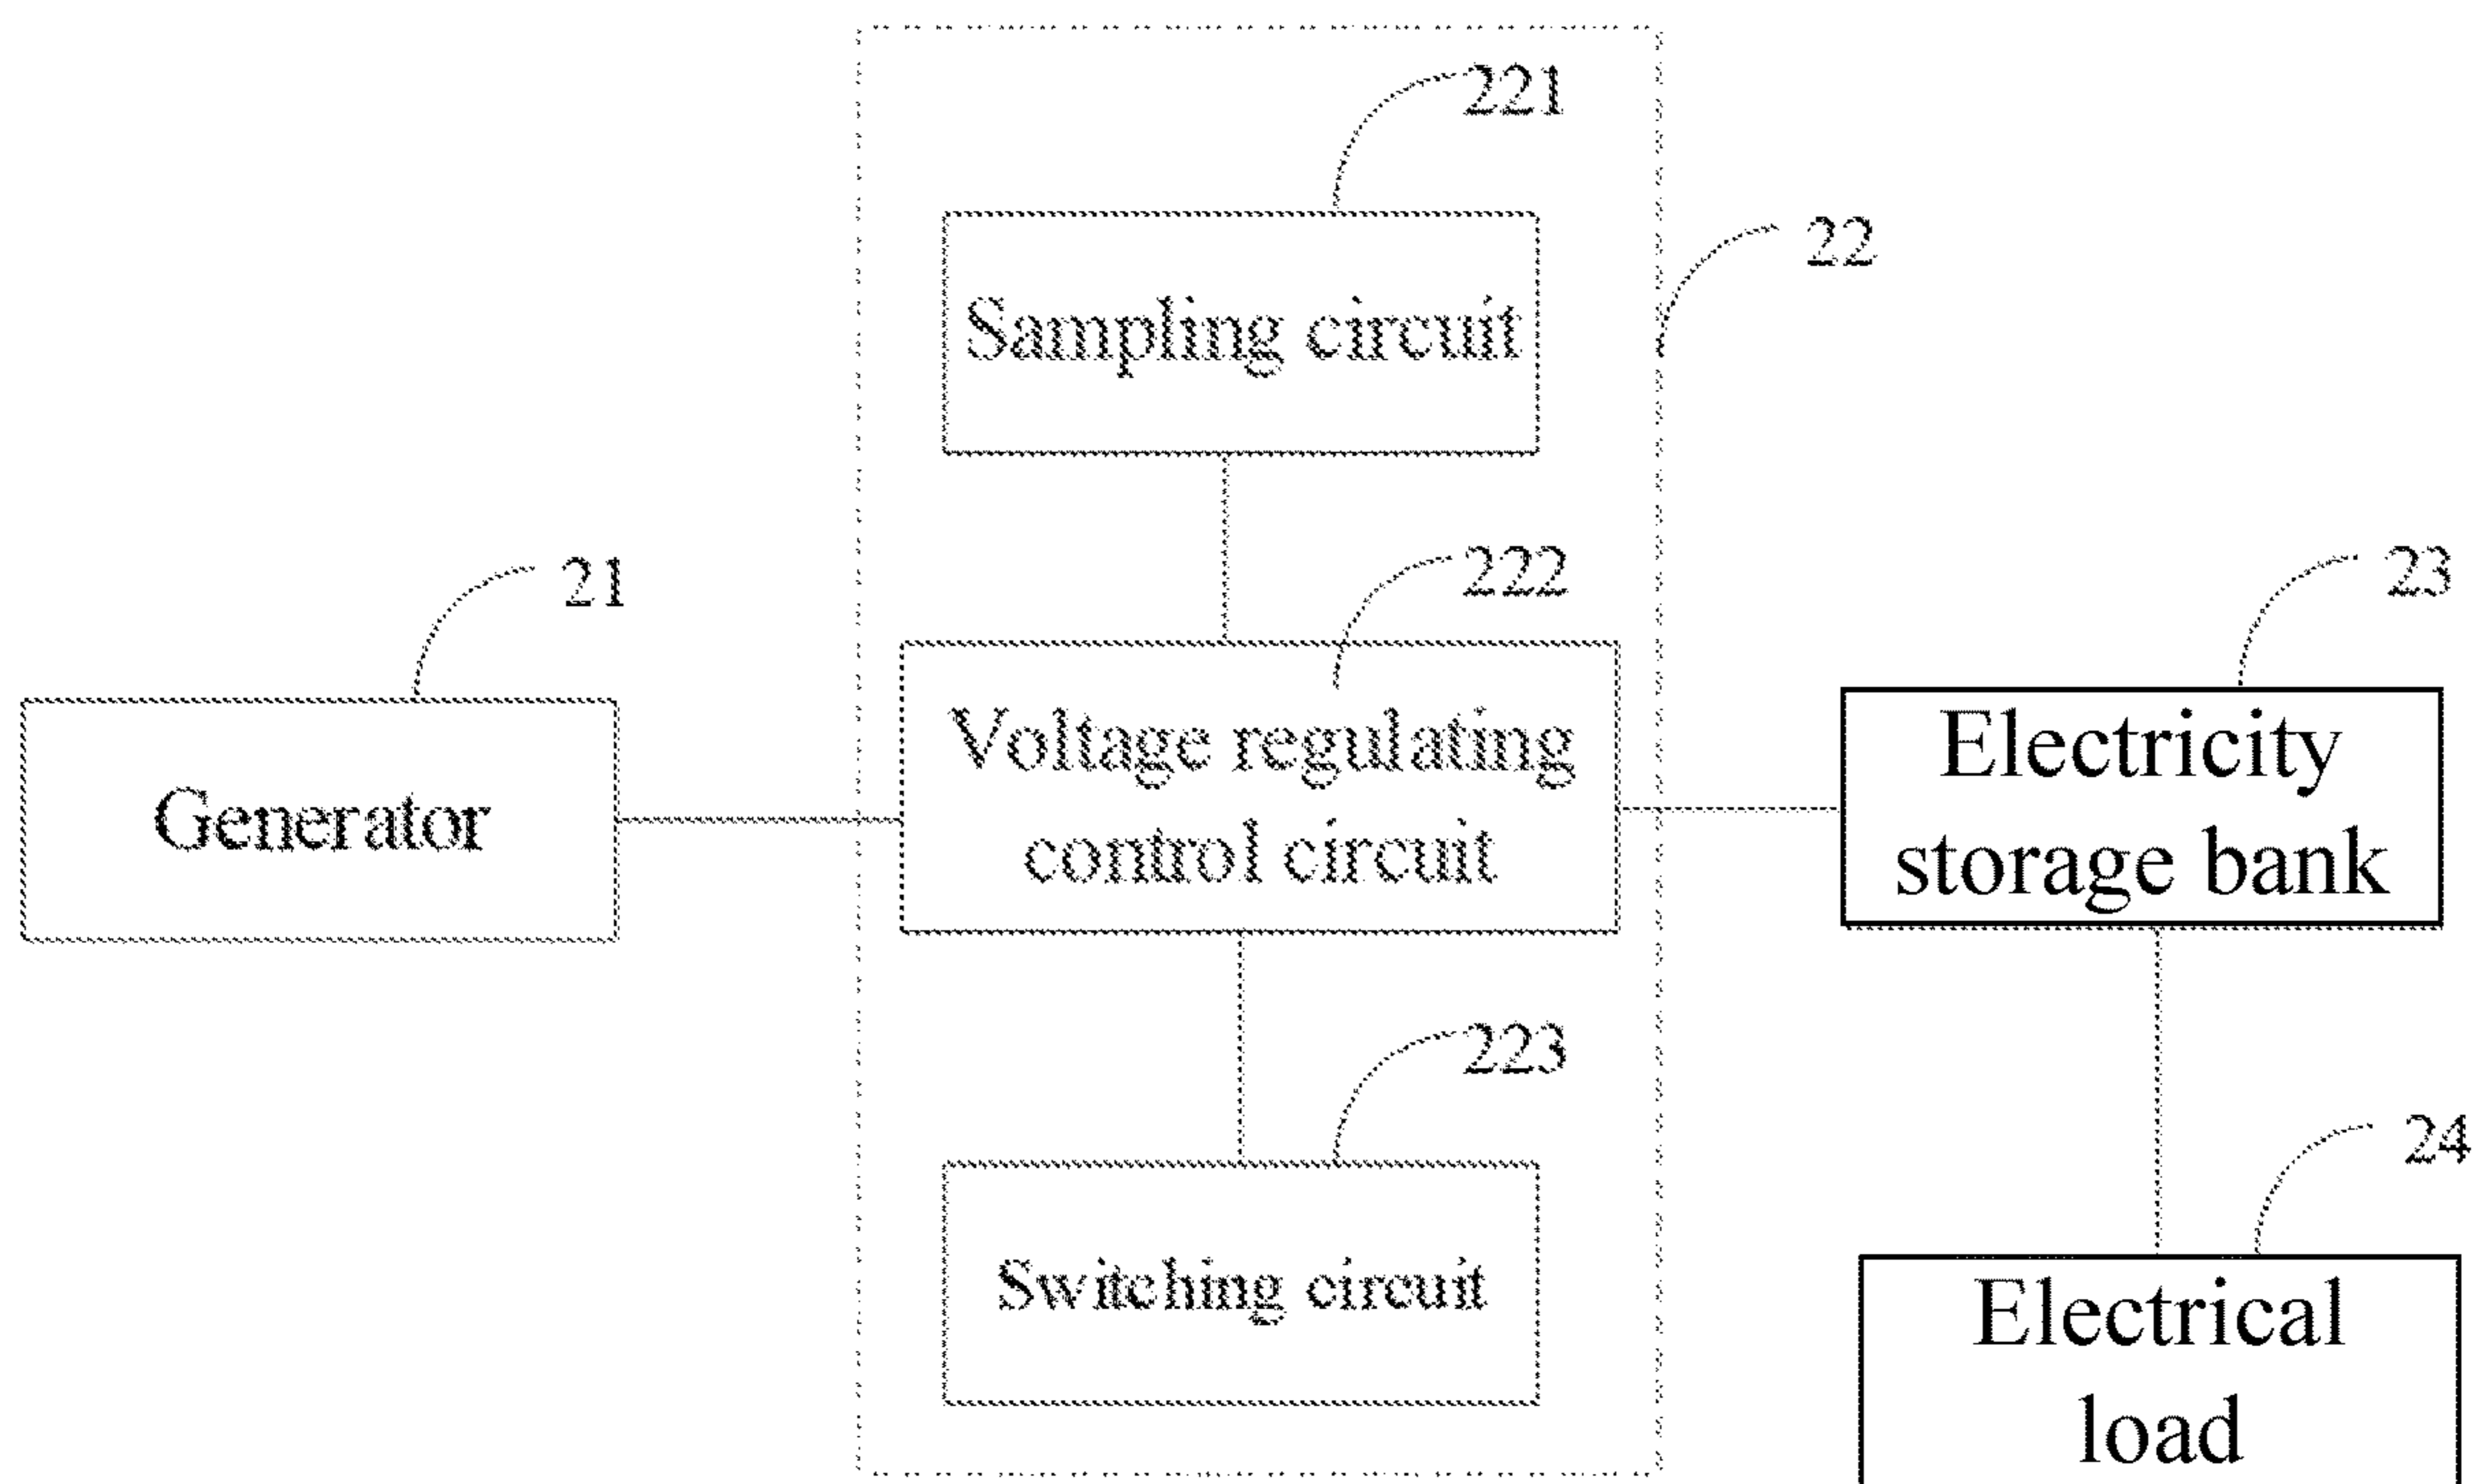 221
22
Sampling circuit
21
222
23
Generator
Voltage regulating
control circuit
Electricity
storage bank
223
24
Switching circuit
Electrical
load